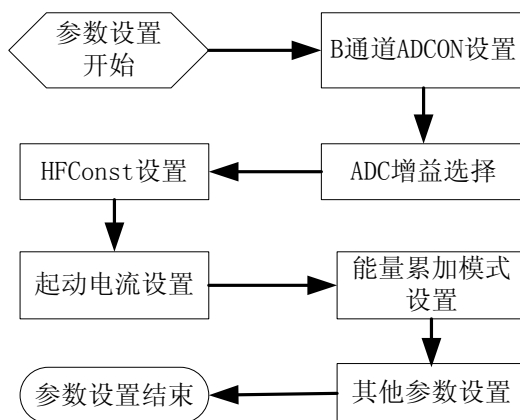 参数设置
开始
B通道ADCON设置
HFConst设置
ADC增益选择
起动电流设置
能量累加模式
设置
参数设置结束
其他参数设置